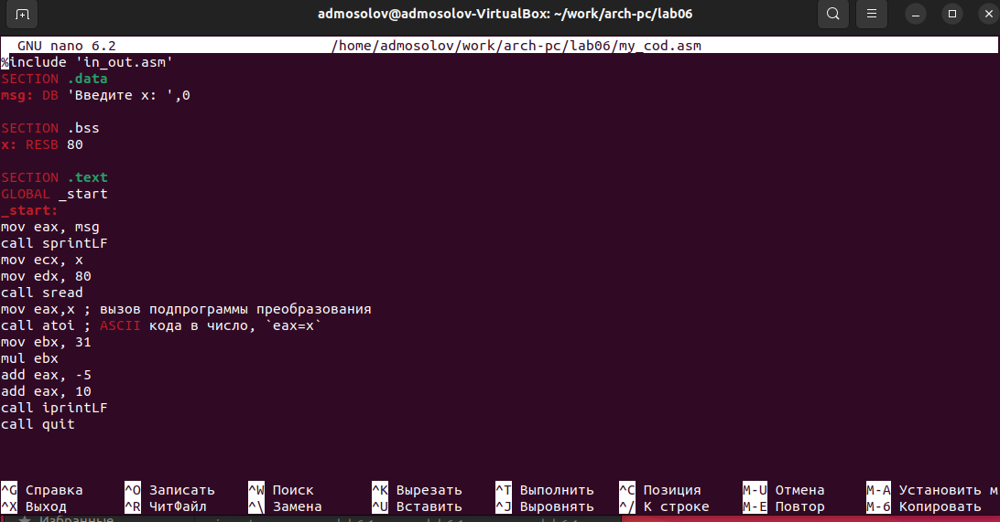 admosolov@admosolov-VirtualBox: ~/work/arch-pc/lab06
GNU nano 6.2 /home/admosolov/work/arch-pc/lab06/my_cod.asm
%include 'in_out.asm'
SECTION .data
msg: DB 'Введите x: ',0
SECTION .bss
x: RESB 80
SECTION .text
GLOBAL _start
_start:
mov eax, msg
call sprintLF
mov ecx, x
mov edx, 80
call sread
mov eax,x ; вызов подпрограммы преобразования
call atoi ; ASCII кода в число, `eax=x`
mov ebx, 31
mul ebx
add eax, -5
add eax, 10
call iprintLF
call quit
^G Справка ^O Записать ^W Поиск ^K Вырезать ^T Выполнить ^C Позиция M-U Отмена M-A Установить м
^X Выход ^R ЧитФайл ^\ Замена ^U Вставить ^J Выровнять ^/ К строке M-E Повтор M-6 Копировать
Избранные